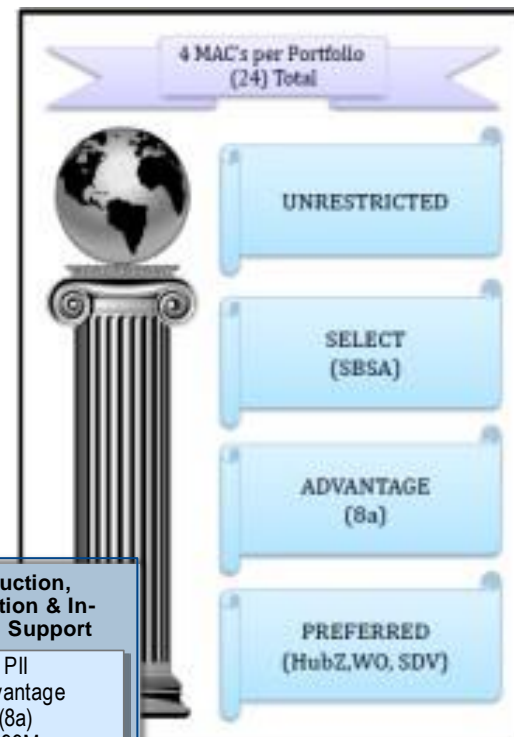 4 MAC's per Portfolio
(24) Total
UNRESTRICTED
SELECT
(SBSA)
ADVANTAGE
(8a)
PREFERRED
(HubZ,WO, SDV)
uction,
tion & In-
Support
PII
vantage
(8a)